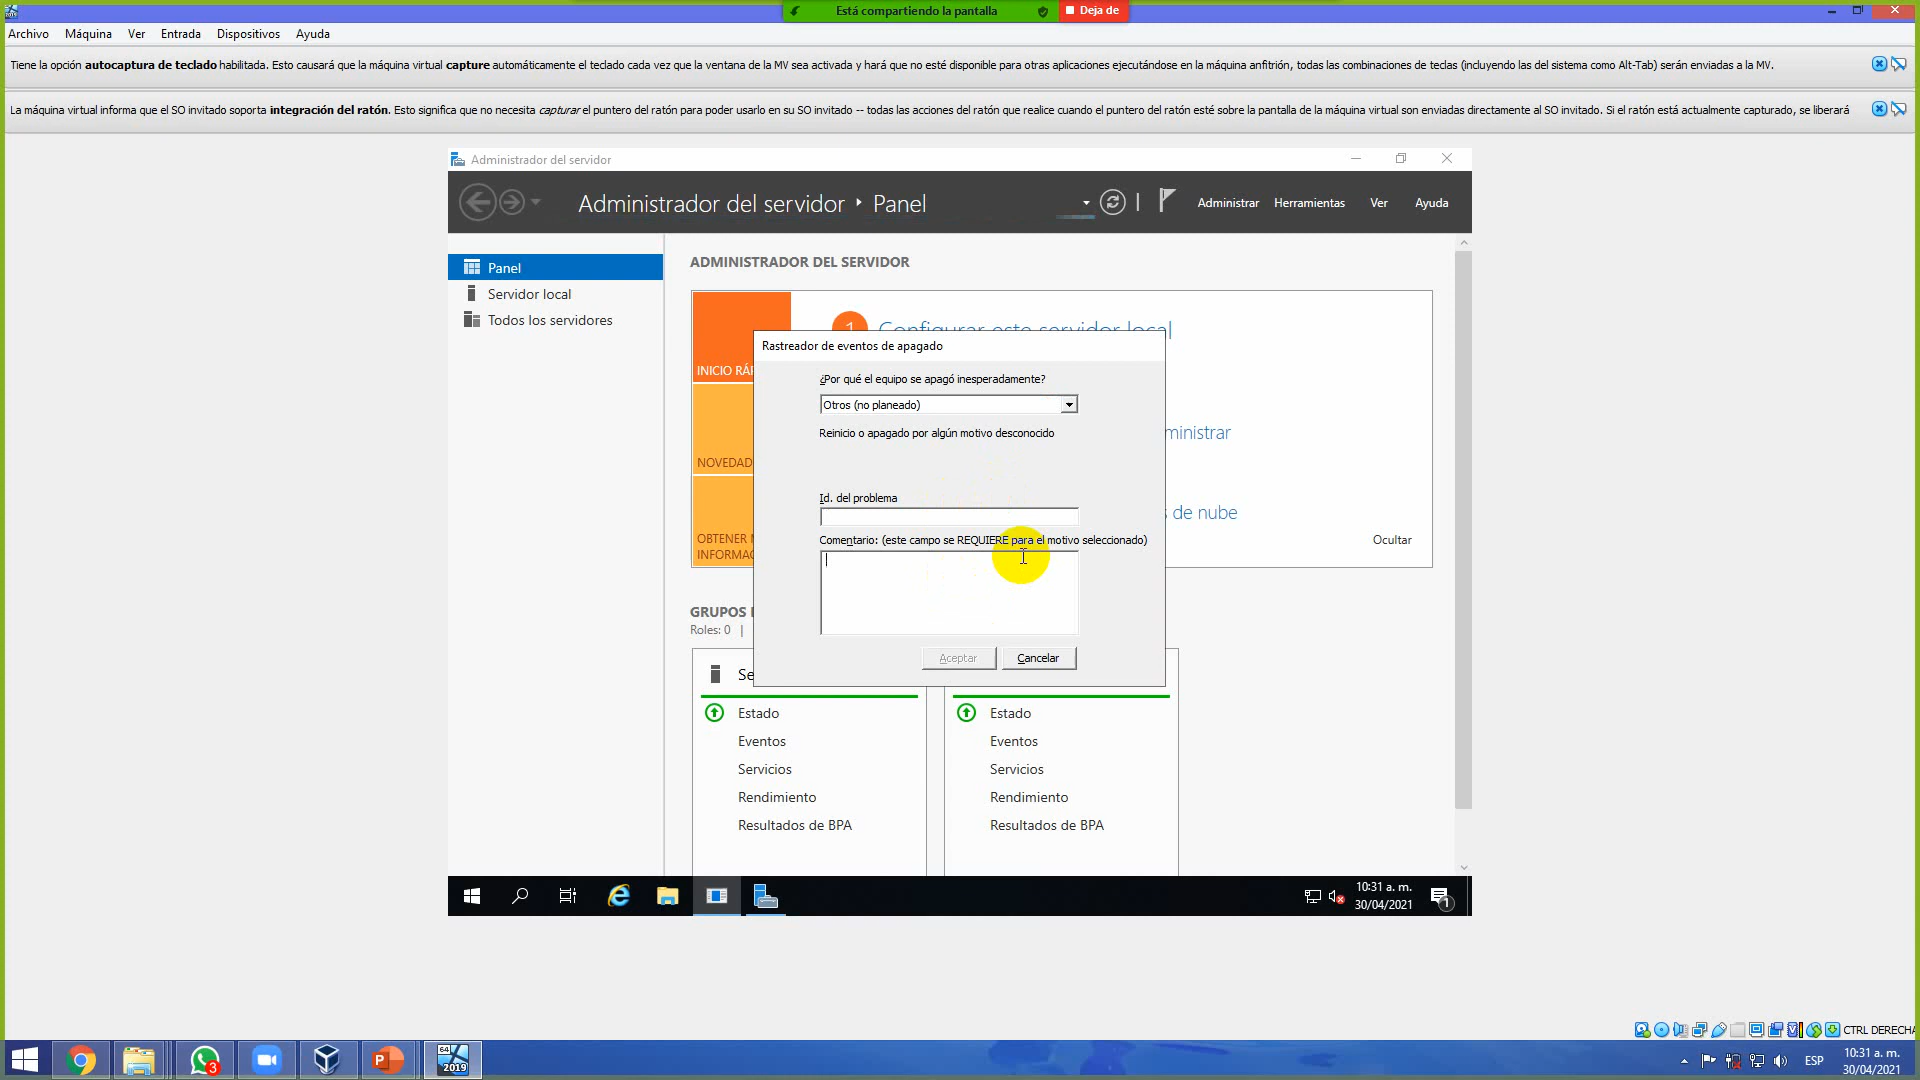 Está compartiendo la pantalla
Deja de
Archivo Máquina Ver Entrada Dispositivos Ayuda
Tiene la opción autocaptura de teclado habilitada. Esto causará que la máquina virtual capture automáticamente el teclado cada vez que la ventana de la MV sea activada y hará que no esté disponible para otras aplicaciones ejecutándose en la máquina anfitrión, todas las combinaciones de teclas (incluyendo las del sistema como Alt-Tab) serán enviadas a la MV.
La máquina virtual informa que el SO invitado soporta integración del ratón. Esto significa que no necesita capturar el puntero del ratón para poder usarlo en su SO invitado -- todas las acciones del ratón que realice cuando el puntero del ratón esté sobre la pantalla de la máquina virtual son enviadas directamente al SO invitado. Si el ratón está actualmente capturado, se liberará
Administrador del servidor
Administrador del servidor Panel
Administrar Herramientas Ver Ayuda
Panel
Servidor local
Todos los servidores
ADMINISTRADOR DEL SERVIDOR
1 Configurar este servidor local
INICIO RÁP
ministrar
NOVEDAD
s de nube
OBTENER
INFORMAC
Ocultar
Rastreador de eventos de apagado
¿Por qué el equipo se apagó inesperadamente?
Otros (no planeado)
Reinicio o apagado por algún motivo desconocido
Id. del problema
Comentario: (este campo se REQUIERE para el motivo seleccionado)
Aceptar Cancelar
GRUPOS
Roles: 0 |
Se
Estado
Eventos
Servicios
Rendimiento
Resultados de BPA
Estado
Eventos
Servicios
Rendimiento
Resultados de BPA
10:31 a. m.
30/04/2021
1
CTRL DERECHA
3
P
64
2019
ESP
10:31 a. m.
30/04/2021